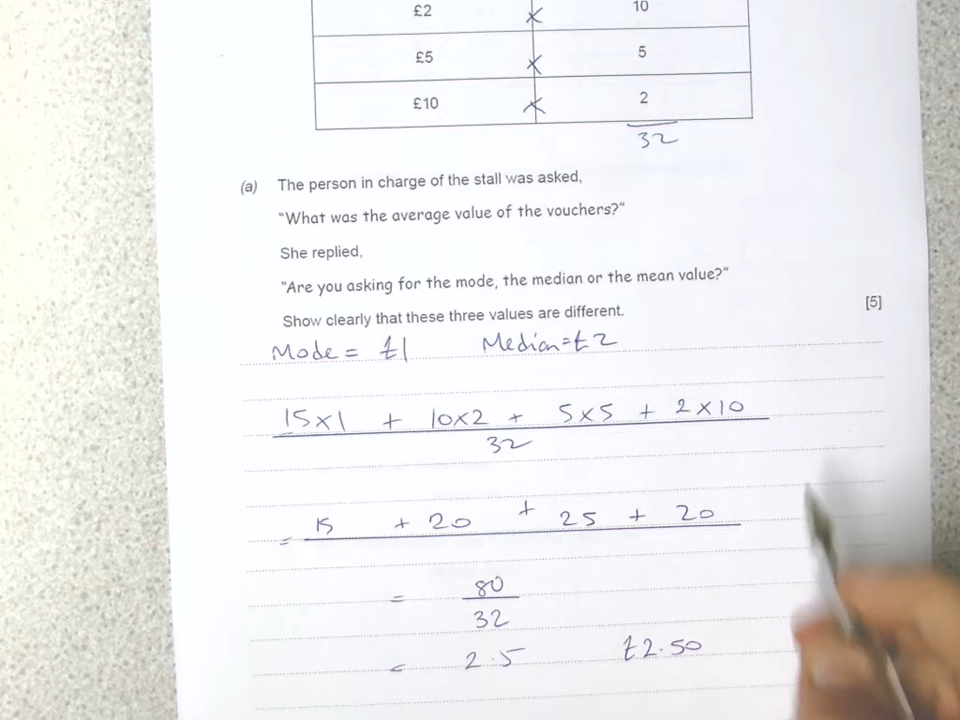 £2 × 10
£5 × 5
£10 × 2
32
(a) The person in charge of the stall was asked,
"What was the average value of the vouchers?"
She replied,
"Are you asking for the mode, the median or the mean value?"
Show clearly that these three values are different. [5]
Mode = £1 Median = £2
15×1 + 10×2 + 5×5 + 2×10
32
= 15 + 20 + 25 + 20
= 80
32
= 2.5 £2.50